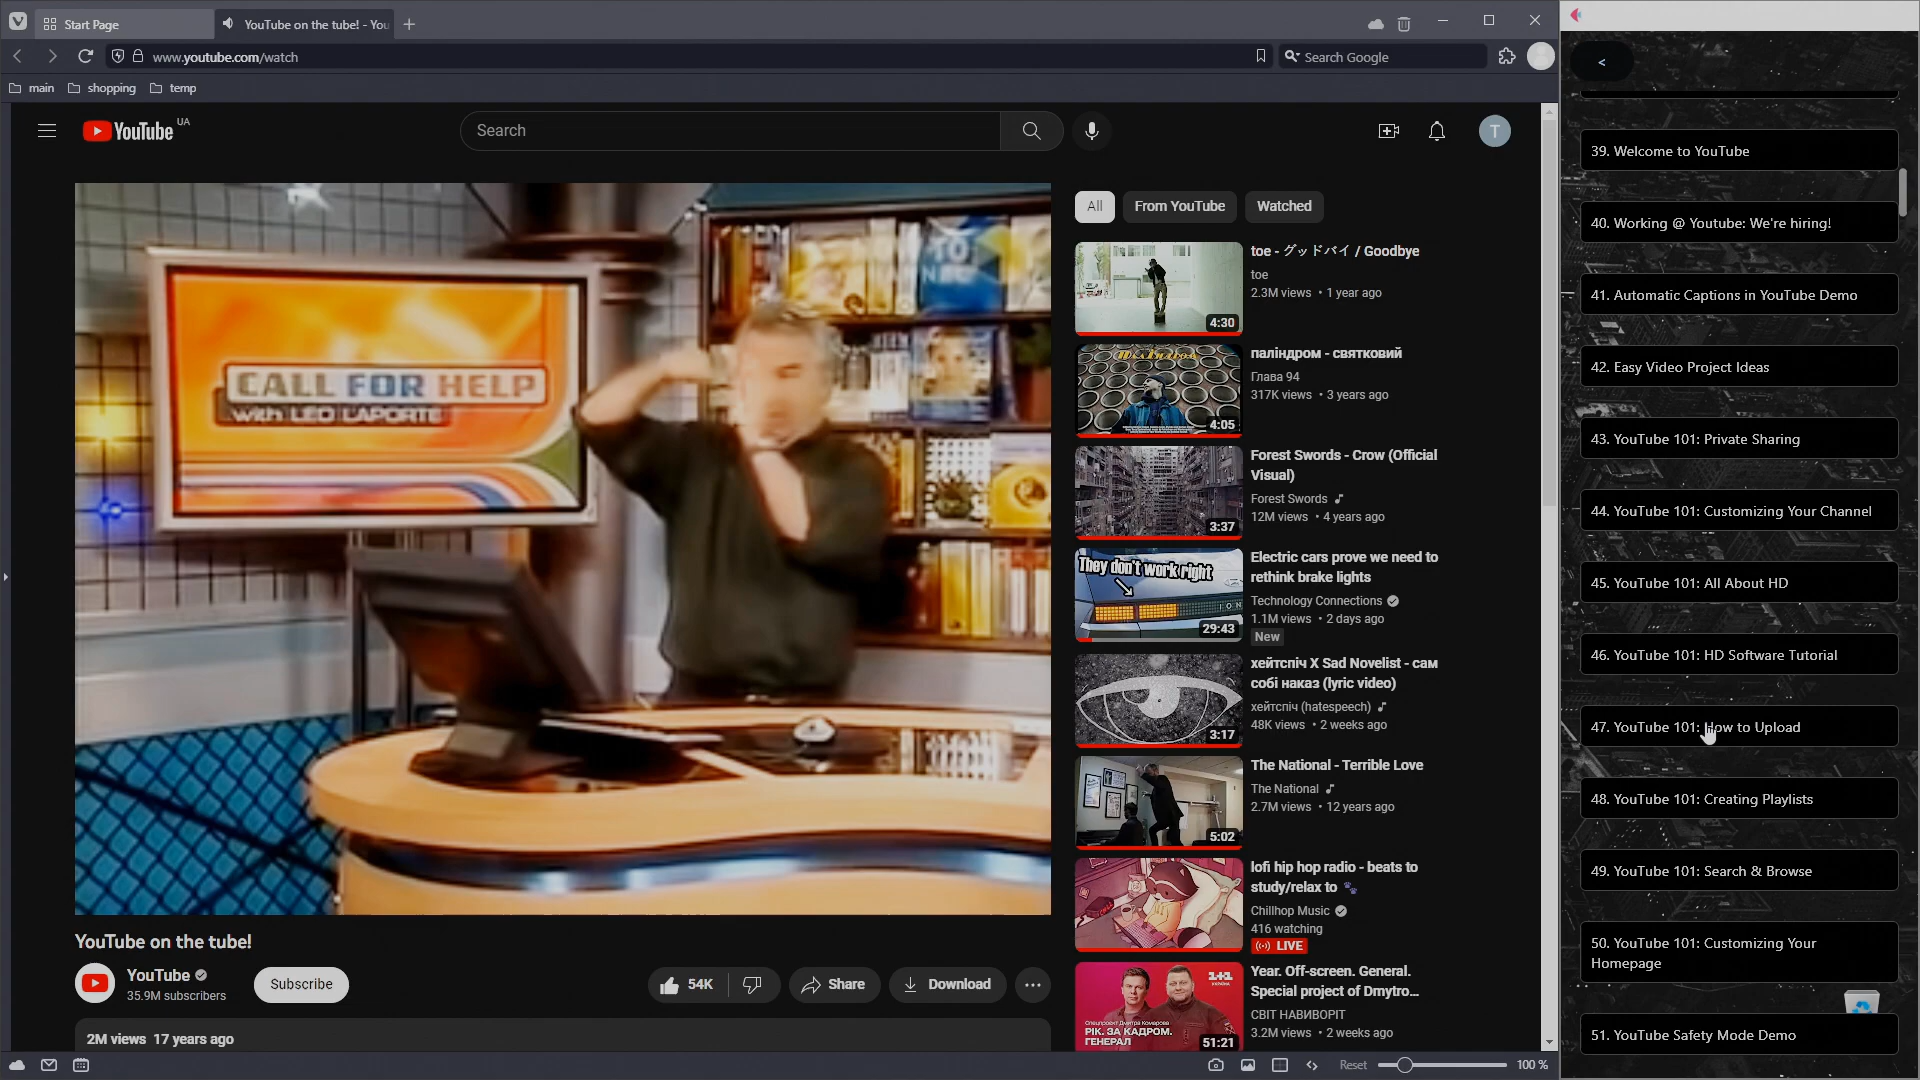 Start Page
YouTube on the tube! - You
www.youtube.com/watch
Search Google
main
shopping
temp
YouTube UA
Search
T
CALL FOR HELP
with LEO LAPORTE
YouTube on the tube!
YouTube
35.9M subscribers
Subscribe
54K
Share
Download
2M views 17 years ago
All
From YouTube
Watched
toe - グッドバイ / Goodbye
toe
2.3M views • 1 year ago
4:30
паліндром - святковий
Глава 94
317K views • 3 years ago
4:05
Forest Swords - Crow (Official
Visual)
Forest Swords
12M views • 4 years ago
3:37
They don't work right
Electric cars prove we need to
rethink brake lights
Technology Connections
1.1M views • 2 days ago
New
29:43
хейтспіч X Sad Novelist - сам
собі наказ (lyric video)
хейтспіч (hatespeech)
48K views • 2 weeks ago
3:17
The National - Terrible Love
The National
2.7M views • 12 years ago
5:02
lofi hip hop radio - beats to
study/relax to 🐾
Chillhop Music
416 watching
LIVE
1+1
РІК. ЗА КАДРОМ.
ГЕНЕРАЛ
51:21
Year. Off-screen. General.
Special project of Dmytro...
СВІТ НАВИВОРІТ
3.2M views • 2 weeks ago
Reset
100 %
<
39. Welcome to YouTube
40. Working @ Youtube: We're hiring!
41. Automatic Captions in YouTube Demo
42. Easy Video Project Ideas
43. YouTube 101: Private Sharing
44. YouTube 101: Customizing Your Channel
45. YouTube 101: All About HD
46. YouTube 101: HD Software Tutorial
47. YouTube 101: How to Upload
48. YouTube 101: Creating Playlists
49. YouTube 101: Search & Browse
50. YouTube 101: Customizing Your
Homepage
51. YouTube Safety Mode Demo